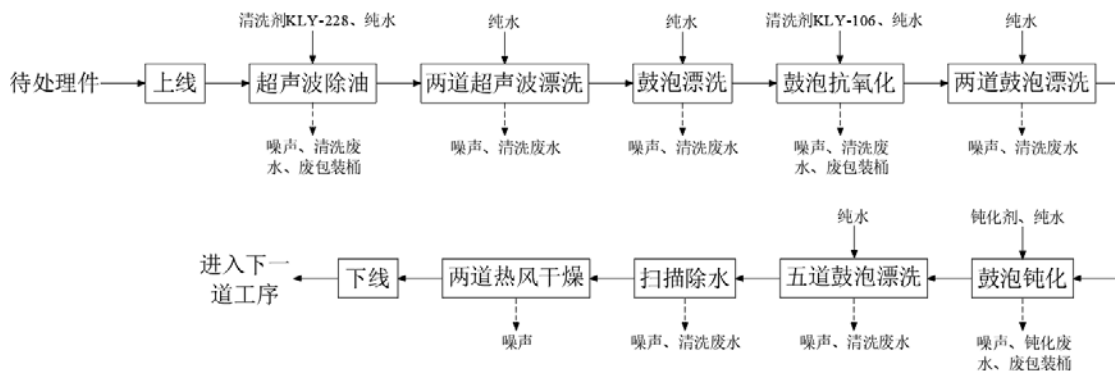 清洗剂KLY-228、纯水
纯水
纯水
清洗剂KLY-106、纯水
纯水
待处理件
上线
超声波除油
两道超声波漂洗
鼓泡漂洗
鼓泡抗氧化
两道鼓泡漂洗
噪声、清洗废
水、废包装桶
噪声、清洗废水
噪声、清洗废水
噪声、清洗废
水、废包装桶
噪声、清洗废水
纯水
钝化剂、纯水
进入下一
道工序
下线
两道热风干燥
扫描除水
五道鼓泡漂洗
鼓泡钝化
噪声
噪声、清洗废水
噪声、清洗废水
噪声、钝化废
水、废包装桶